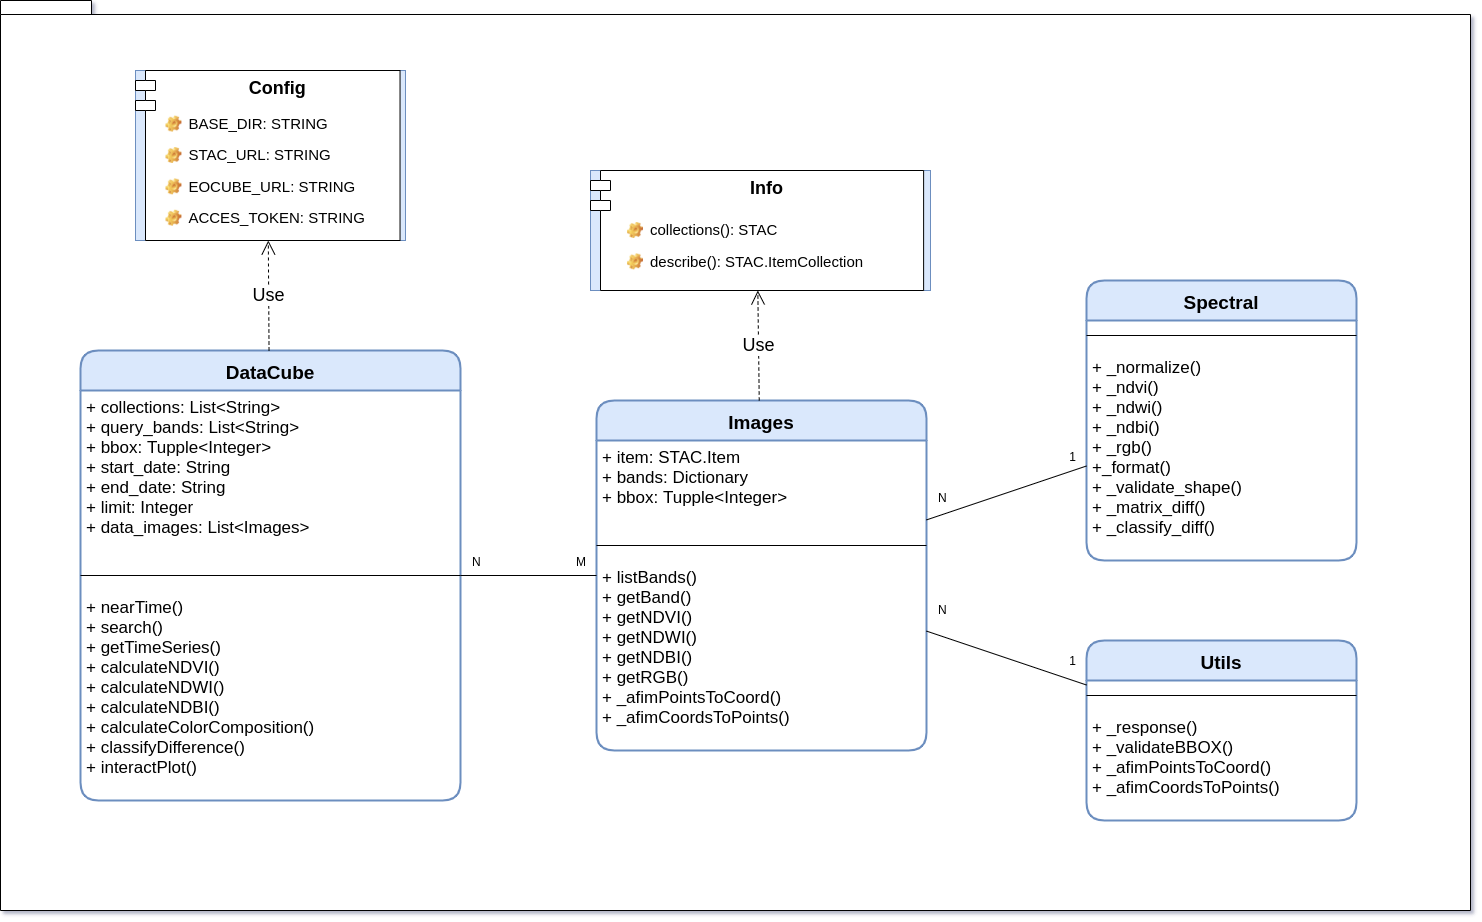 Config
BASE_DIR: STRING
STAC_URL: STRING
EOCUBE_URL: STRING
ACCES_TOKEN: STRING
Use
DataCube
+ collections: List<String>
+ query_bands: List<String>
+ bbox: Tupple<Integer>
+ start_date: String
+ end_date: String
+ limit: Integer
+ data_images: List<Images>
+ nearTime()
+ search()
+ getTimeSeries()
+ calculateNDVI()
+ calculateNDWI()
+ calculateNDBI()
+ calculateColorComposition()
+ classifyDifference()
+ interactPlot()
N
M
Info
collections(): STAC
describe(): STAC.ItemCollection
Use
Images
+ item: STAC.Item
+ bands: Dictionary
+ bbox: Tupple<Integer>
+ listBands()
+ getBand()
+ getNDVI()
+ getNDWI()
+ getNDBI()
+ getRGB()
+ _afimPointsToCoord()
+ _afimCoordsToPoints()
N
1
N
1
Spectral
+ _normalize()
+ _ndvi()
+ _ndwi()
+ _ndbi()
+ _rgb()
+_format()
+ _validate_shape()
+ _matrix_diff()
+ _classify_diff()
Utils
+ _response()
+ _validateBBOX()
+ _afimPointsToCoord()
+ _afimCoordsToPoints()